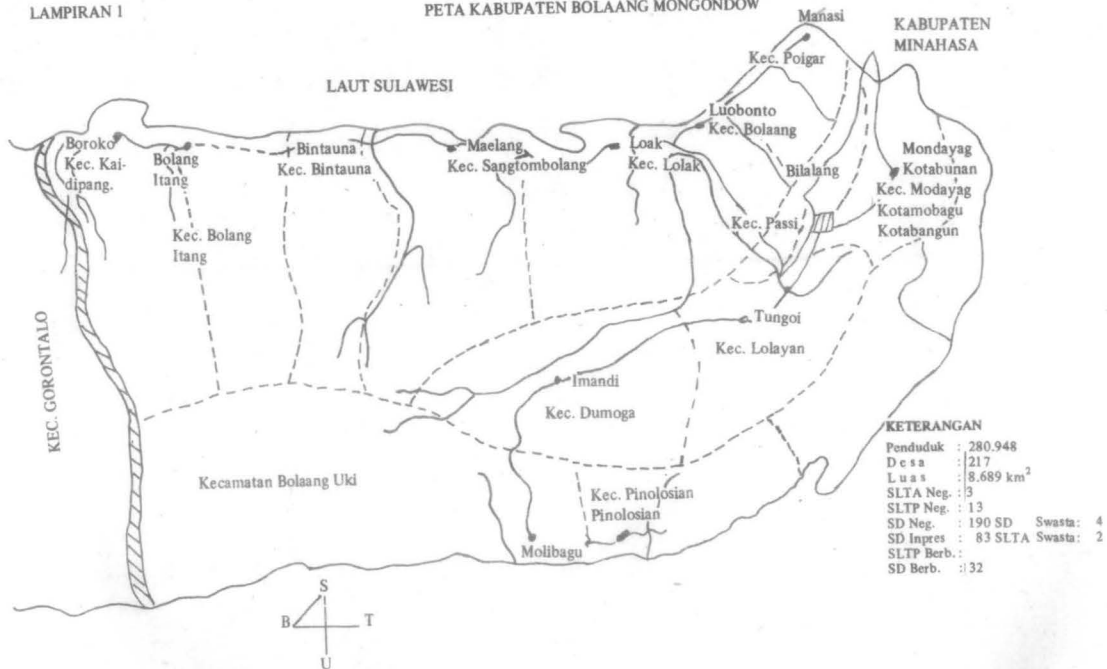 LAMPIRAN 1
PETA KABUPATEN BOLAANG MONGONDOW
Manasi
KABUPATEN
MINAHASA
Kec. Poigar
LAUT SULAWESI
Luobonto
Kec. Bolaang
Boroko
Kec. Kai-
dipang.
Bolang
Itang
Bintauna
Kec. Bintauna
Maelang
Kec. Sangtombolang
Loak
Kec. Lolak
Bilalang
Mondayag
Kotabunan
Kec. Modayag
Kotamobagu
Kotabangun
Kec. Passi
Kec. Bolang
Itang
KEC. GORONTALO
Tungoi
Kec. Lolayan
Imandi
Kec. Dumoga
Kecamatan Bolaang Uki
Kec. Pinolosian
Pinolosian
Molibagu
KETERANGAN
Penduduk : 280.948
Desa : 217
Luas : 8.689 km²
SLTA Neg. : 3
SLTP Neg. : 13
SD Neg. : 190 SD Swasta: 4
SD Inpres : 83 SLTA Swasta: 2
SLTP Berb. :
SD Berb. : 32
S
B T
U